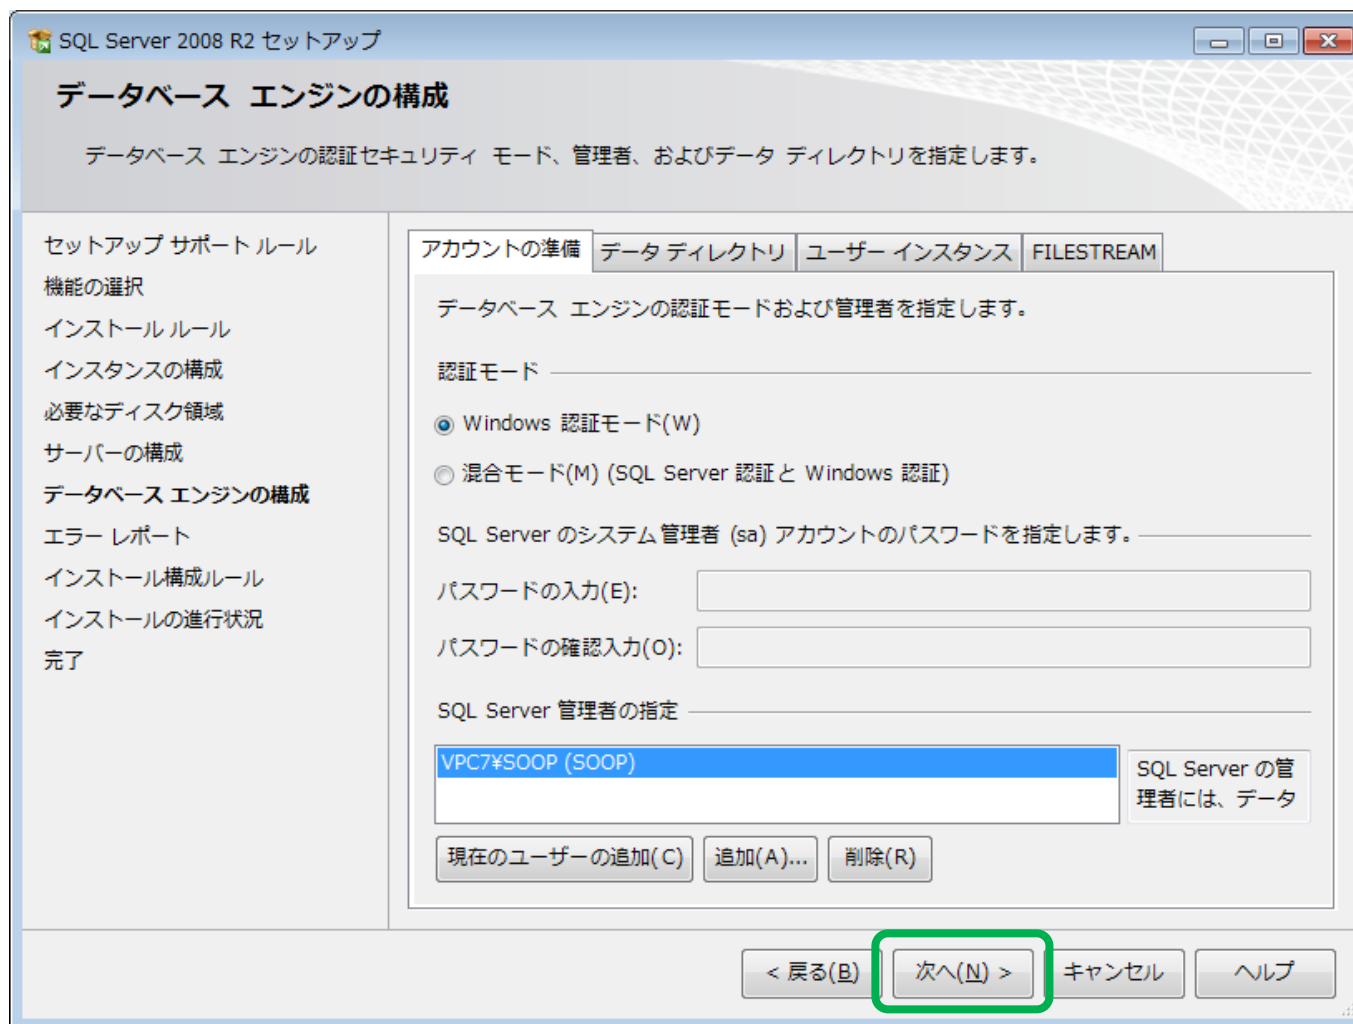 SQL Server 2008 R2 セットアップ
データベース エンジンの構成
データベース エンジンの認証セキュリティ モード、管理者、およびデータ ディレクトリを指定します。
セットアップ サポート ルール
機能の選択
インストール ルール
インスタンスの構成
必要なディスク領域
サーバーの構成
データベース エンジンの構成
エラー レポート
インストール構成ルール
インストールの進行状況
完了
アカウントの準備
データ ディレクトリ
ユーザー インスタンス
FILESTREAM
データベース エンジンの認証モードおよび管理者を指定します。
認証モード
Windows 認証モード(W)
混合モード(M) (SQL Server 認証と Windows 認証)
SQL Server のシステム管理者 (sa) アカウントのパスワードを指定します。
パスワードの入力(E):
パスワードの確認入力(O):
SQL Server 管理者の指定
VPC7¥SOOP (SOOP)
SQL Server の管
理者には、データ
現在のユーザーの追加(C)
追加(A)...
削除(R)
< 戻る(B)
次へ(N) >
キャンセル
ヘルプ